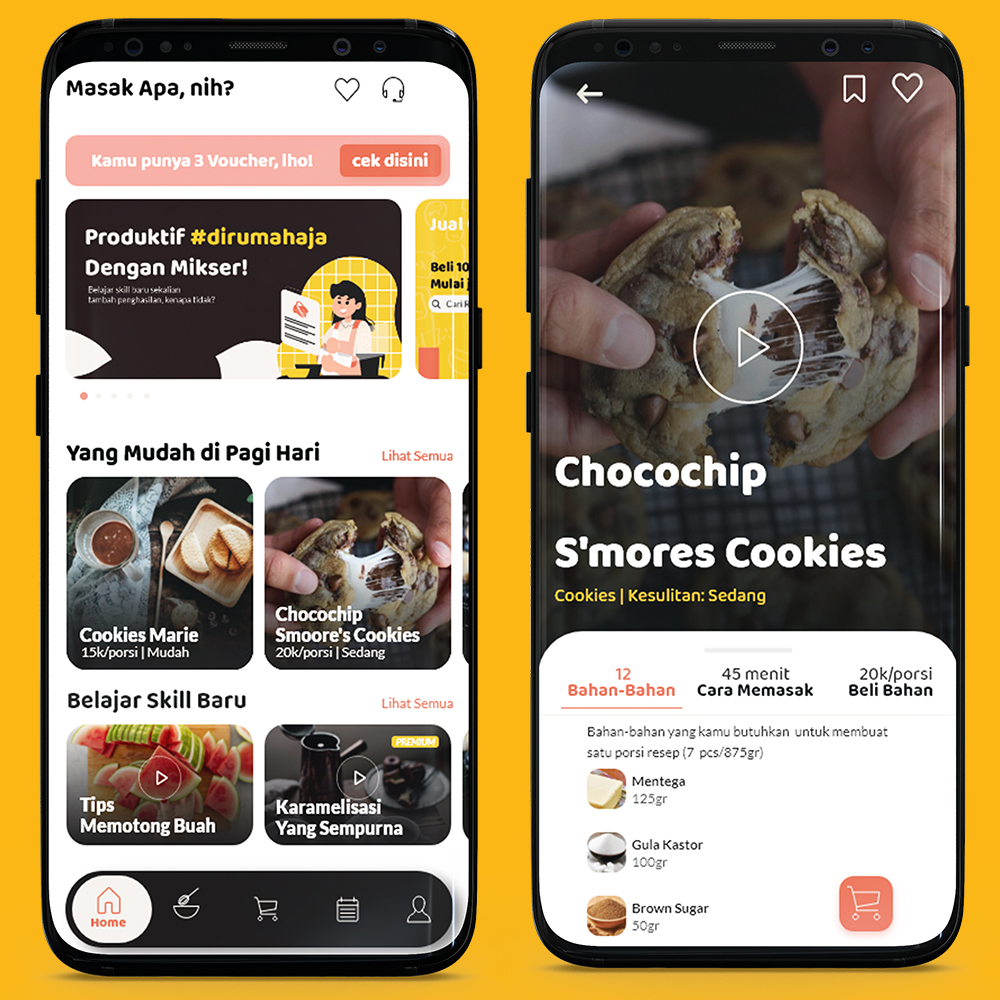 Masak Apa, nih?
Kamu punya 3 Voucher, lho!
cek disini
Produktif #dirumahaja
Dengan Mikser!
Belajar skill baru sekalian
tambah penghasilan, kenapa tidak?
Jual
Beli 10
Mulai
Cari R
Yang Mudah di Pagi Hari
Lihat Semua
Cookies Marie
15k/porsi | Mudah
Chocochip
Smoore's Cookies
20k/porsi | Sedang
Belajar Skill Baru
Lihat Semua
Tips
Memotong Buah
PREMIUM
Karamelisasi
Yang Sempurna
Home
Chocochip
S'mores Cookies
Cookies | Kesulitan: Sedang
12
Bahan-Bahan
45 menit
Cara Memasak
20k/porsi
Beli Bahan
Bahan-bahan yang kamu butuhkan untuk membuat
satu porsi resep (7 pcs/875gr)
Mentega
125gr
Gula Kastor
100gr
Brown Sugar
50gr